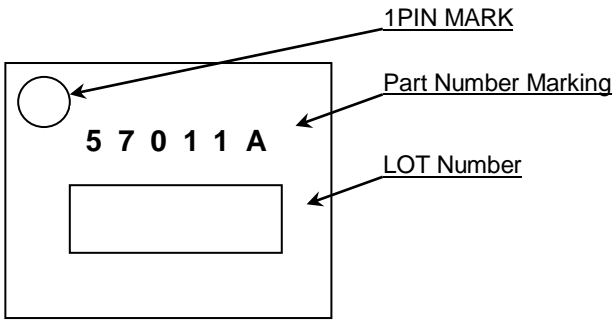 1PIN MARK
Part Number Marking
5 7 0 1 1 A
LOT Number